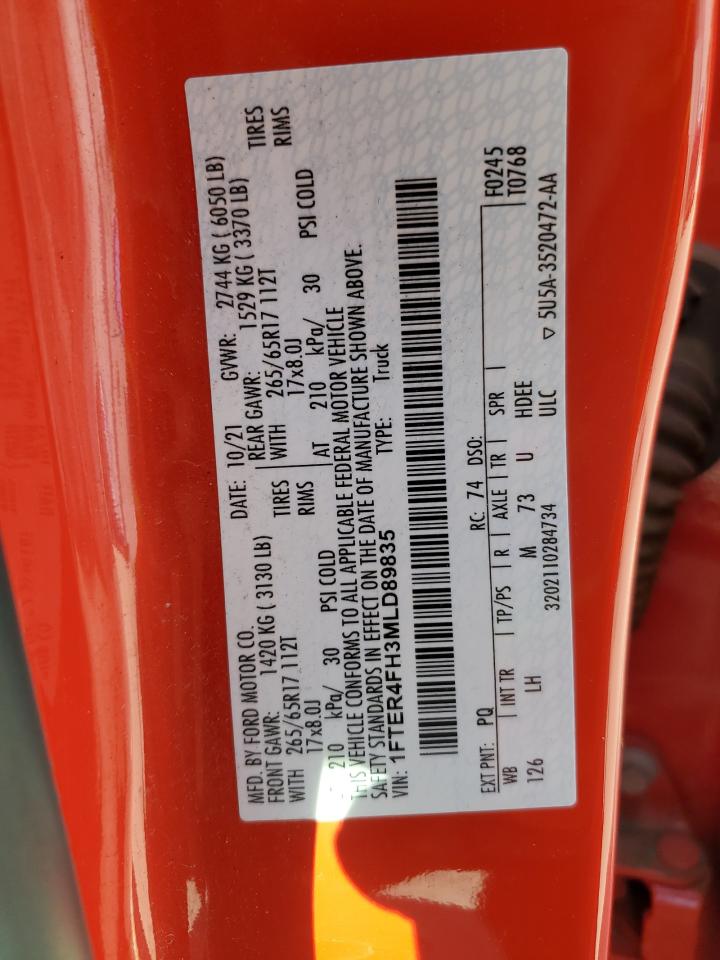 MFD. BY FORD MOTOR CO. DATE: 10/21 GVWR: 2744 KG ( 6050 LB)
FRONT GAWR: 1420 KG ( 3130 LB) REAR GAWR: 1529 KG ( 3370 LB)
WITH 265/65R17 112T TIRES WITH 265/65R17 112T TIRES
17x8.0J RIMS 17x8.0J RIMS
210 kPa/ 30 PSI COLD AT 210 kPa/ 30 PSI COLD
THIS VEHICLE CONFORMS TO ALL APPLICABLE FEDERAL MOTOR VEHICLE
SAFETY STANDARDS IN EFFECT ON THE DATE OF MANUFACTURE SHOWN ABOVE.
VIN: 1FTER4FH3MLD89835 TYPE: Truck
F0245
EXT PNT: PQ RC: 74 DSO: T0768
WB INT TR TP/PS R AXLE TR SPR
126 LH M 73 U HDEE
3202110284734 ULC ▽ 5U5A-3520472-AA